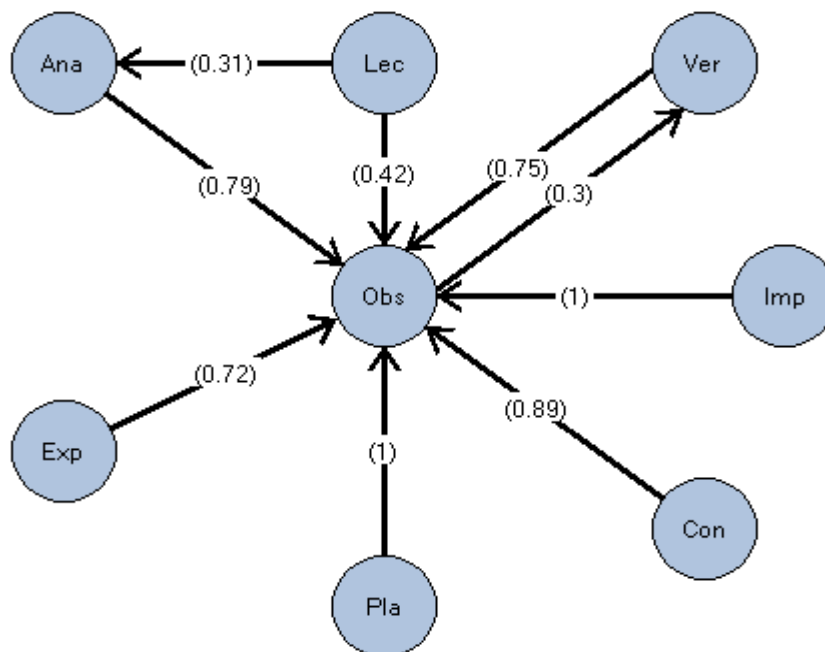 Ana
(0.31)
Lec
Ver
(0.79)
(0.42)
(0.75)
(0.3)
Obs
(1)
Imp
(0.72)
(0.89)
Exp
(1)
Con
Pla